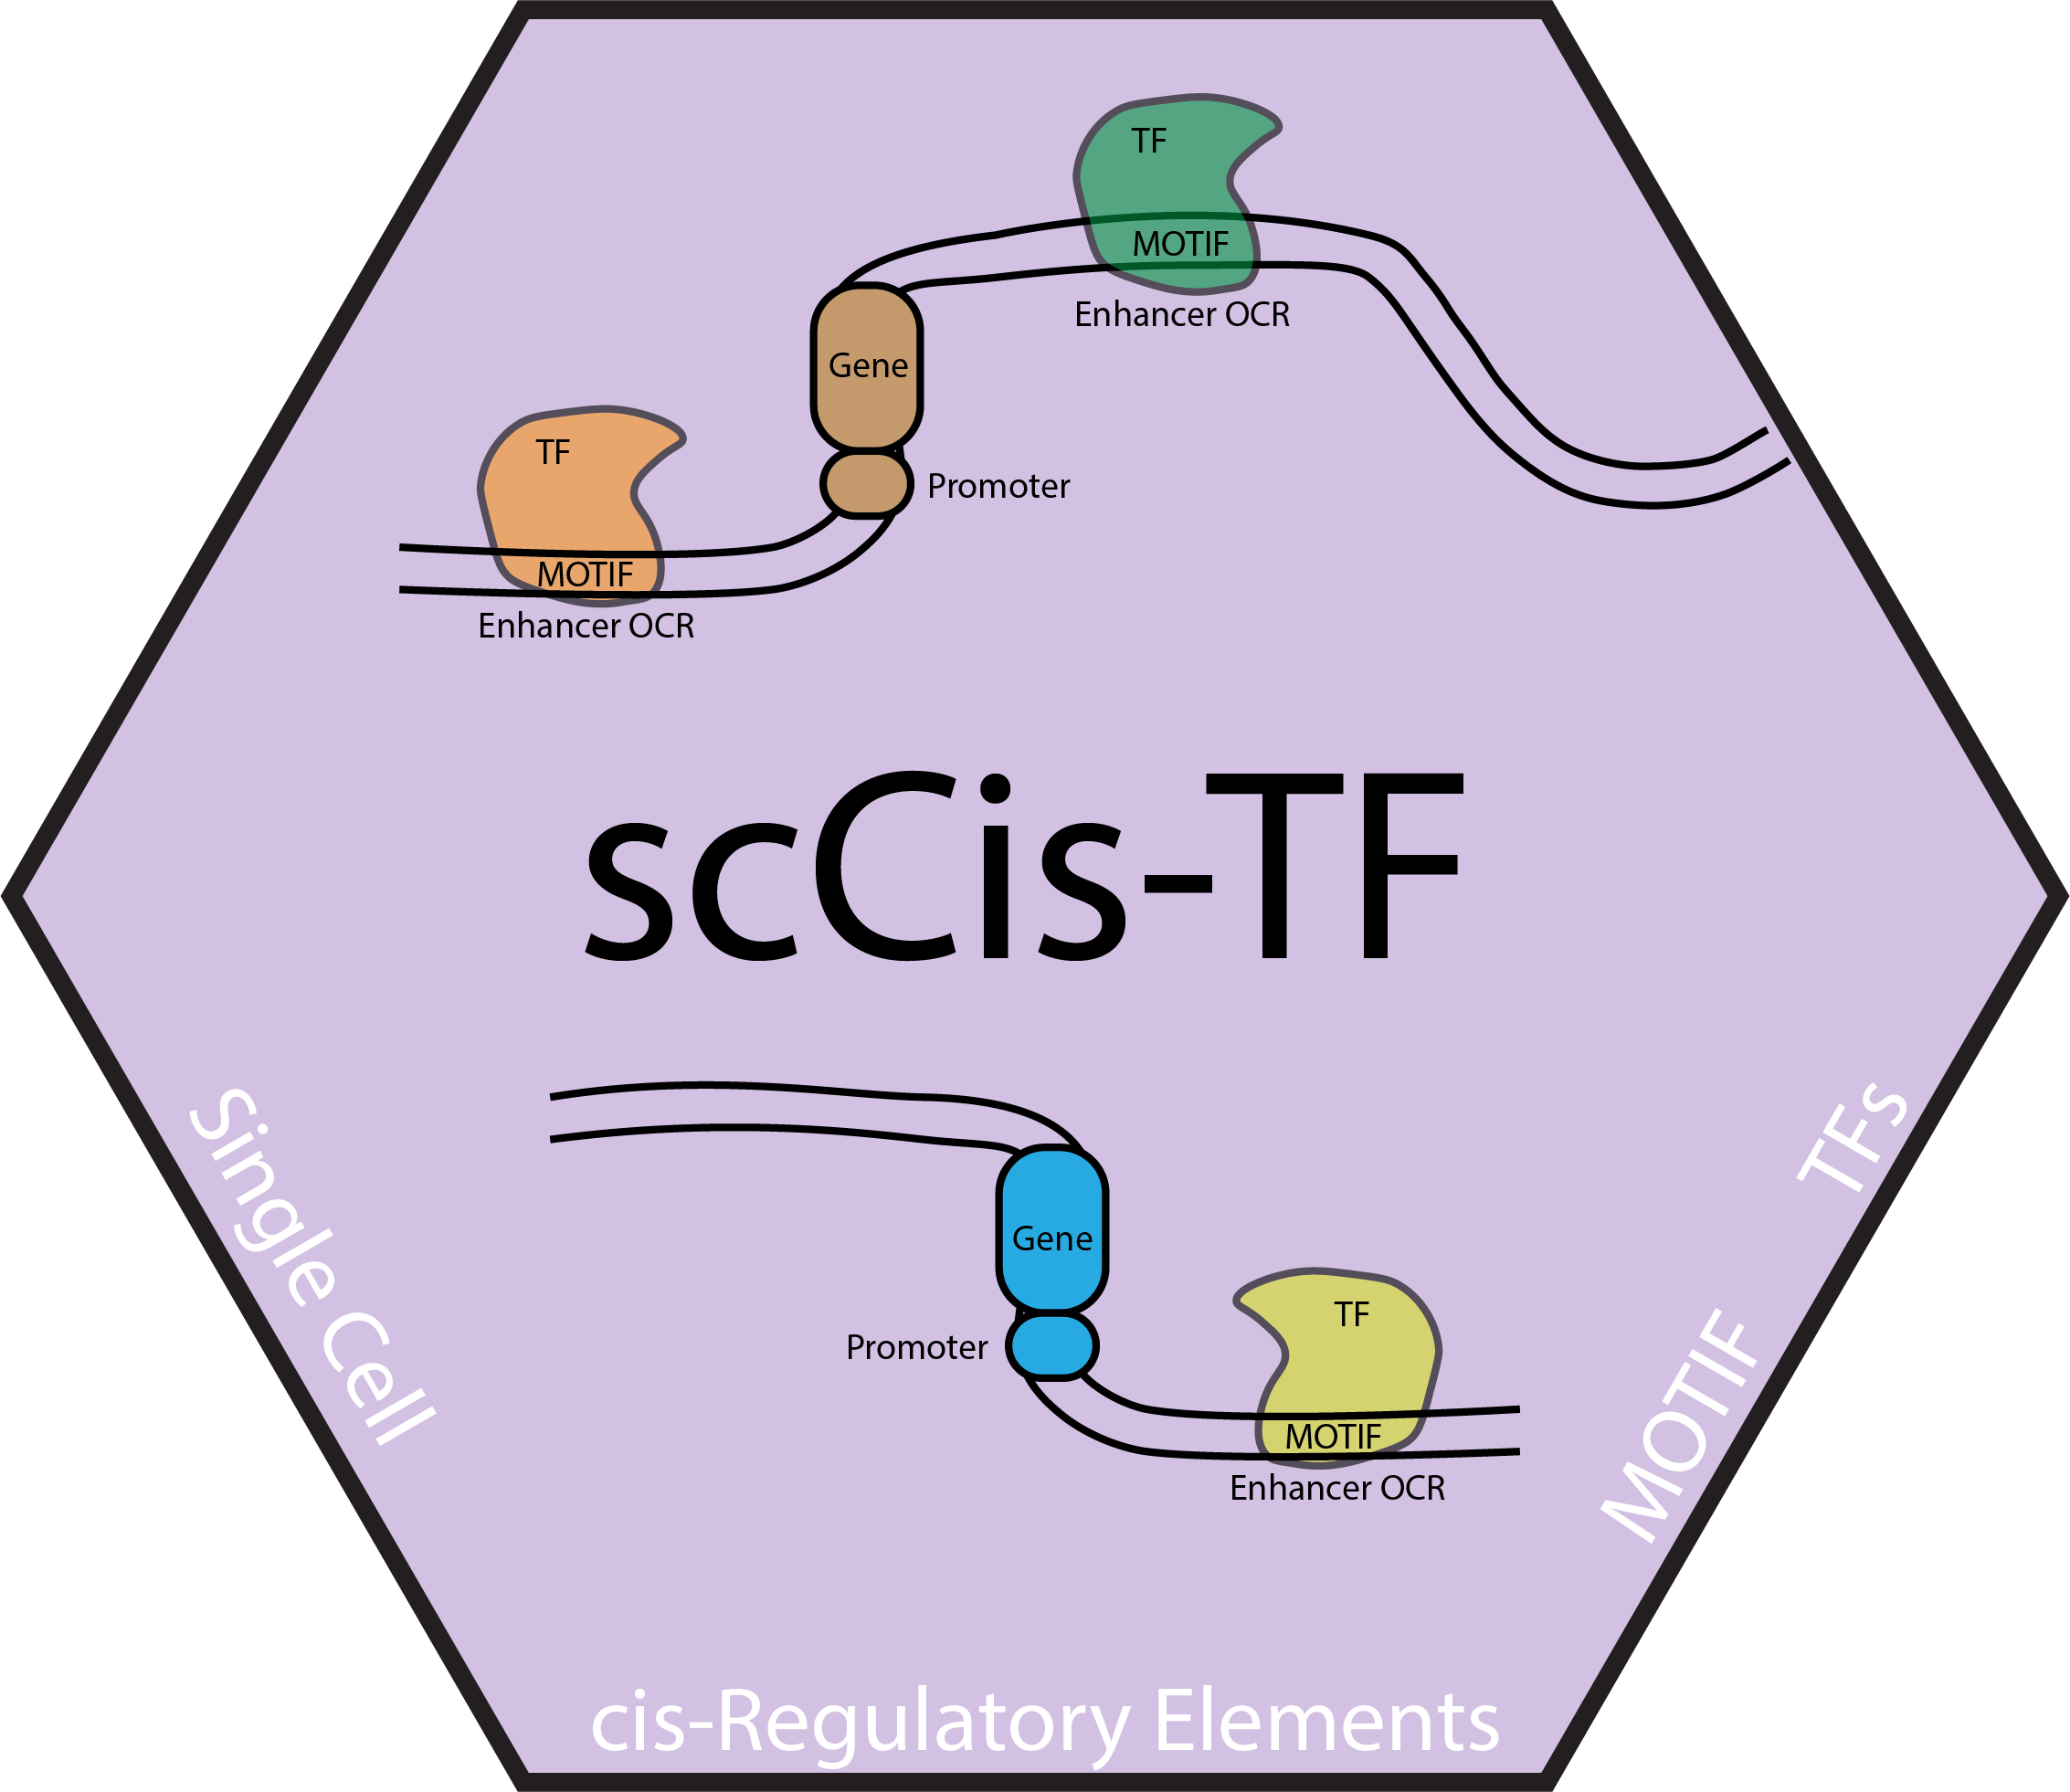 TF
MOTIF
Enhancer OCR
Gene
TF
Promoter
MOTIF
Enhancer OCR
scCis-TF
Gene
TF
Promoter
MOTIF
Enhancer OCR
Single Cell
TFs
MOTIF
cis-Regulatory Elements